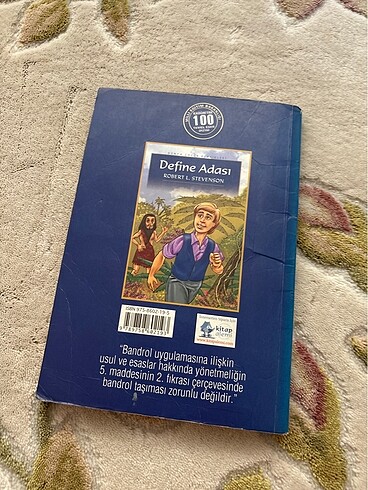 100
Define Adası
ROBERT L. STEVENSON
ISBN 975-8602-19-5
kitap
"Bandrol uygulamasına ilişkin
usul ve esaslar hakkında yönetmeliğin
5. maddesinin 2. fıkrası çerçevesinde
bandrol taşıması zorunlu değildir."